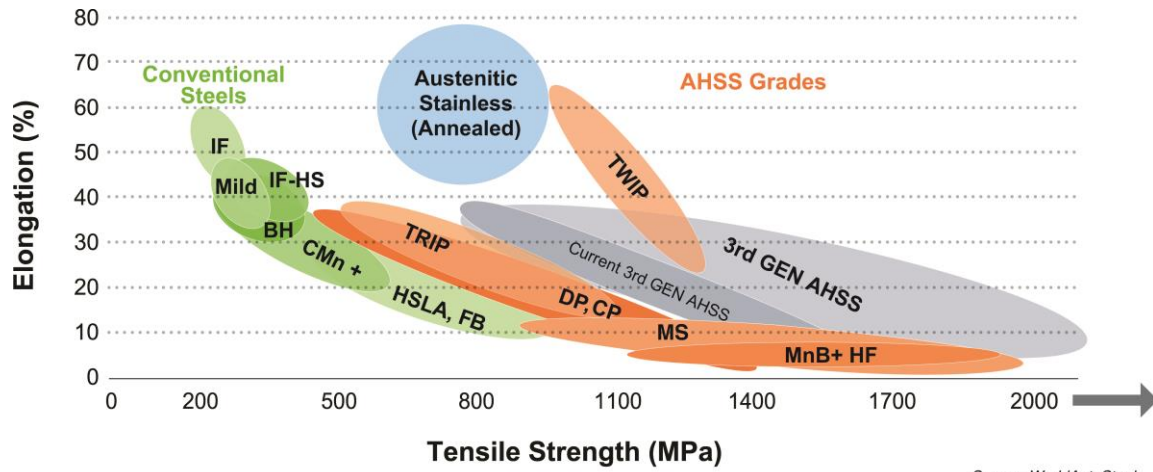 80
70
60
50
40
30
20
10
0
Elongation (%)
Conventional
Steels
Austenitic
Stainless
(Annealed)
AHSS Grades
IF
Mild
IF-HS
BH
CMn +
HSLA, FB
TRIP
DP, CP
TWIP
Current 3rd GEN AHSS
3rd GEN AHSS
MS
MnB+ HF
0 200 500 800 1100 1400 1700 2000
Tensile Strength (MPa)